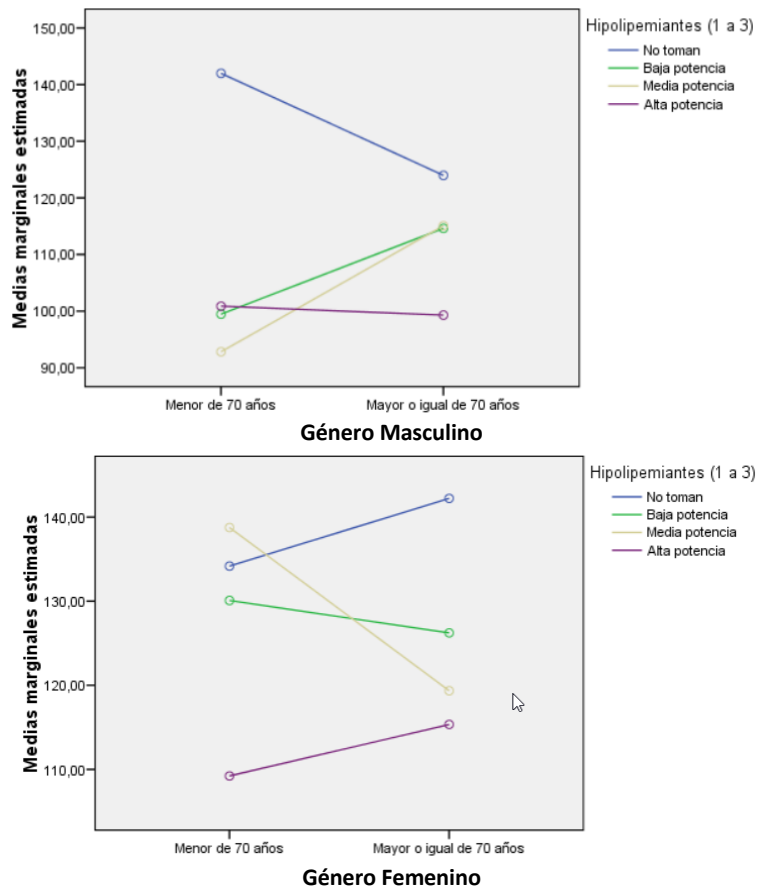 Hipolipemiantes (1 a 3)
No toman
Baja potencia
Media potencia
Alta potencia
Medias marginales estimadas
150,00
140,00
130,00
120,00
110,00
100,00
90,00
Menor de 70 años
Mayor o igual de 70 años
Género Masculino
Hipolipemiantes (1 a 3)
No toman
Baja potencia
Media potencia
Alta potencia
Medias marginales estimadas
140,00
130,00
120,00
110,00
Menor de 70 años
Mayor o igual de 70 años
Género Femenino